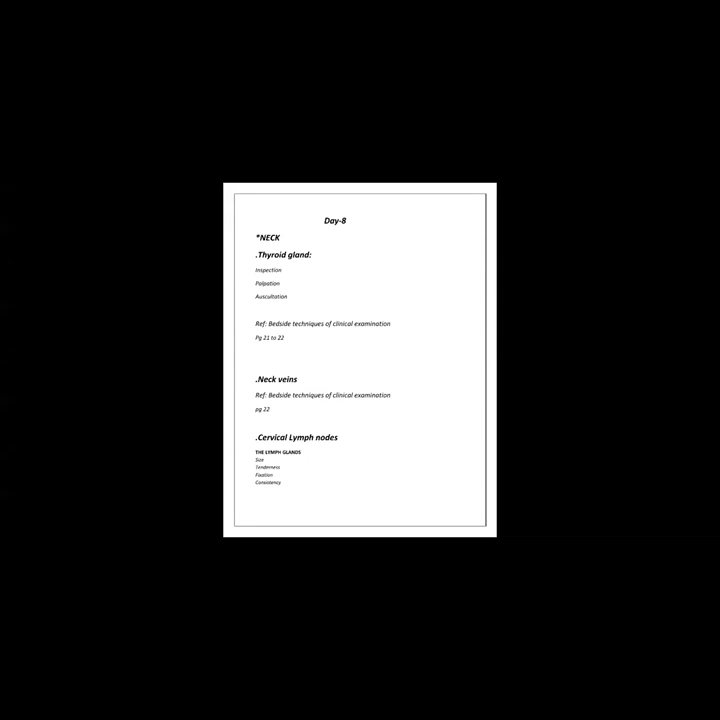 Day-8
*NECK
.Thyroid gland:
Inspection
Palpation
Auscultation
Ref: Bedside techniques of clinical examination
Pg 21 to 22
.Neck veins
Ref: Bedside techniques of clinical examination
pg 22
.Cervical Lymph nodes
THE LYMPH GLANDS
Size
Tenderness
Fixation
Consistency